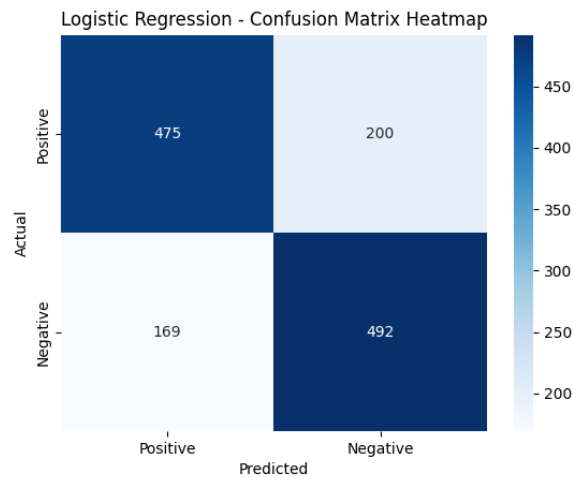 Logistic Regression - Confusion Matrix Heatmap
Actual
Positive
475
200
Negative
169
492
Positive
Negative
Predicted
450
400
350
300
250
200